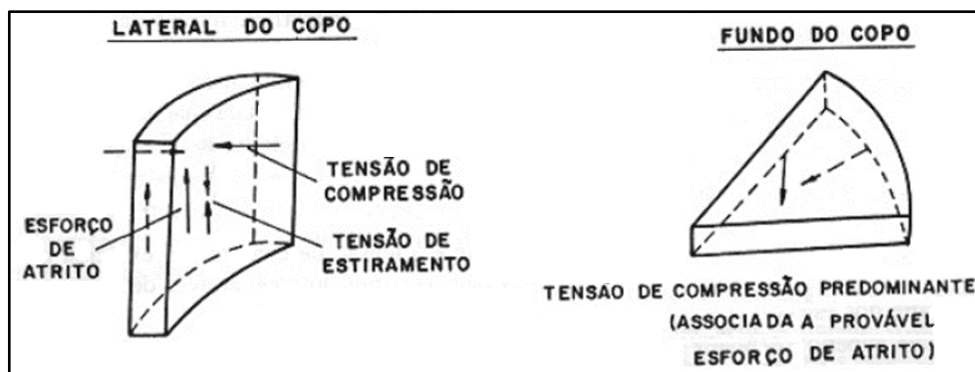 LATERAL DO COPO
TENSÃO DE
COMPRESSÃO
ESFORÇO
DE
ATRITO
TENSÃO DE
ESTIRAMENTO
FUNDO DO COPO
TENSÃO DE COMPRESSÃO PREDOMINANTE
(ASSOCIADA A PROVÁVEL
ESFORÇO DE ATRITO)